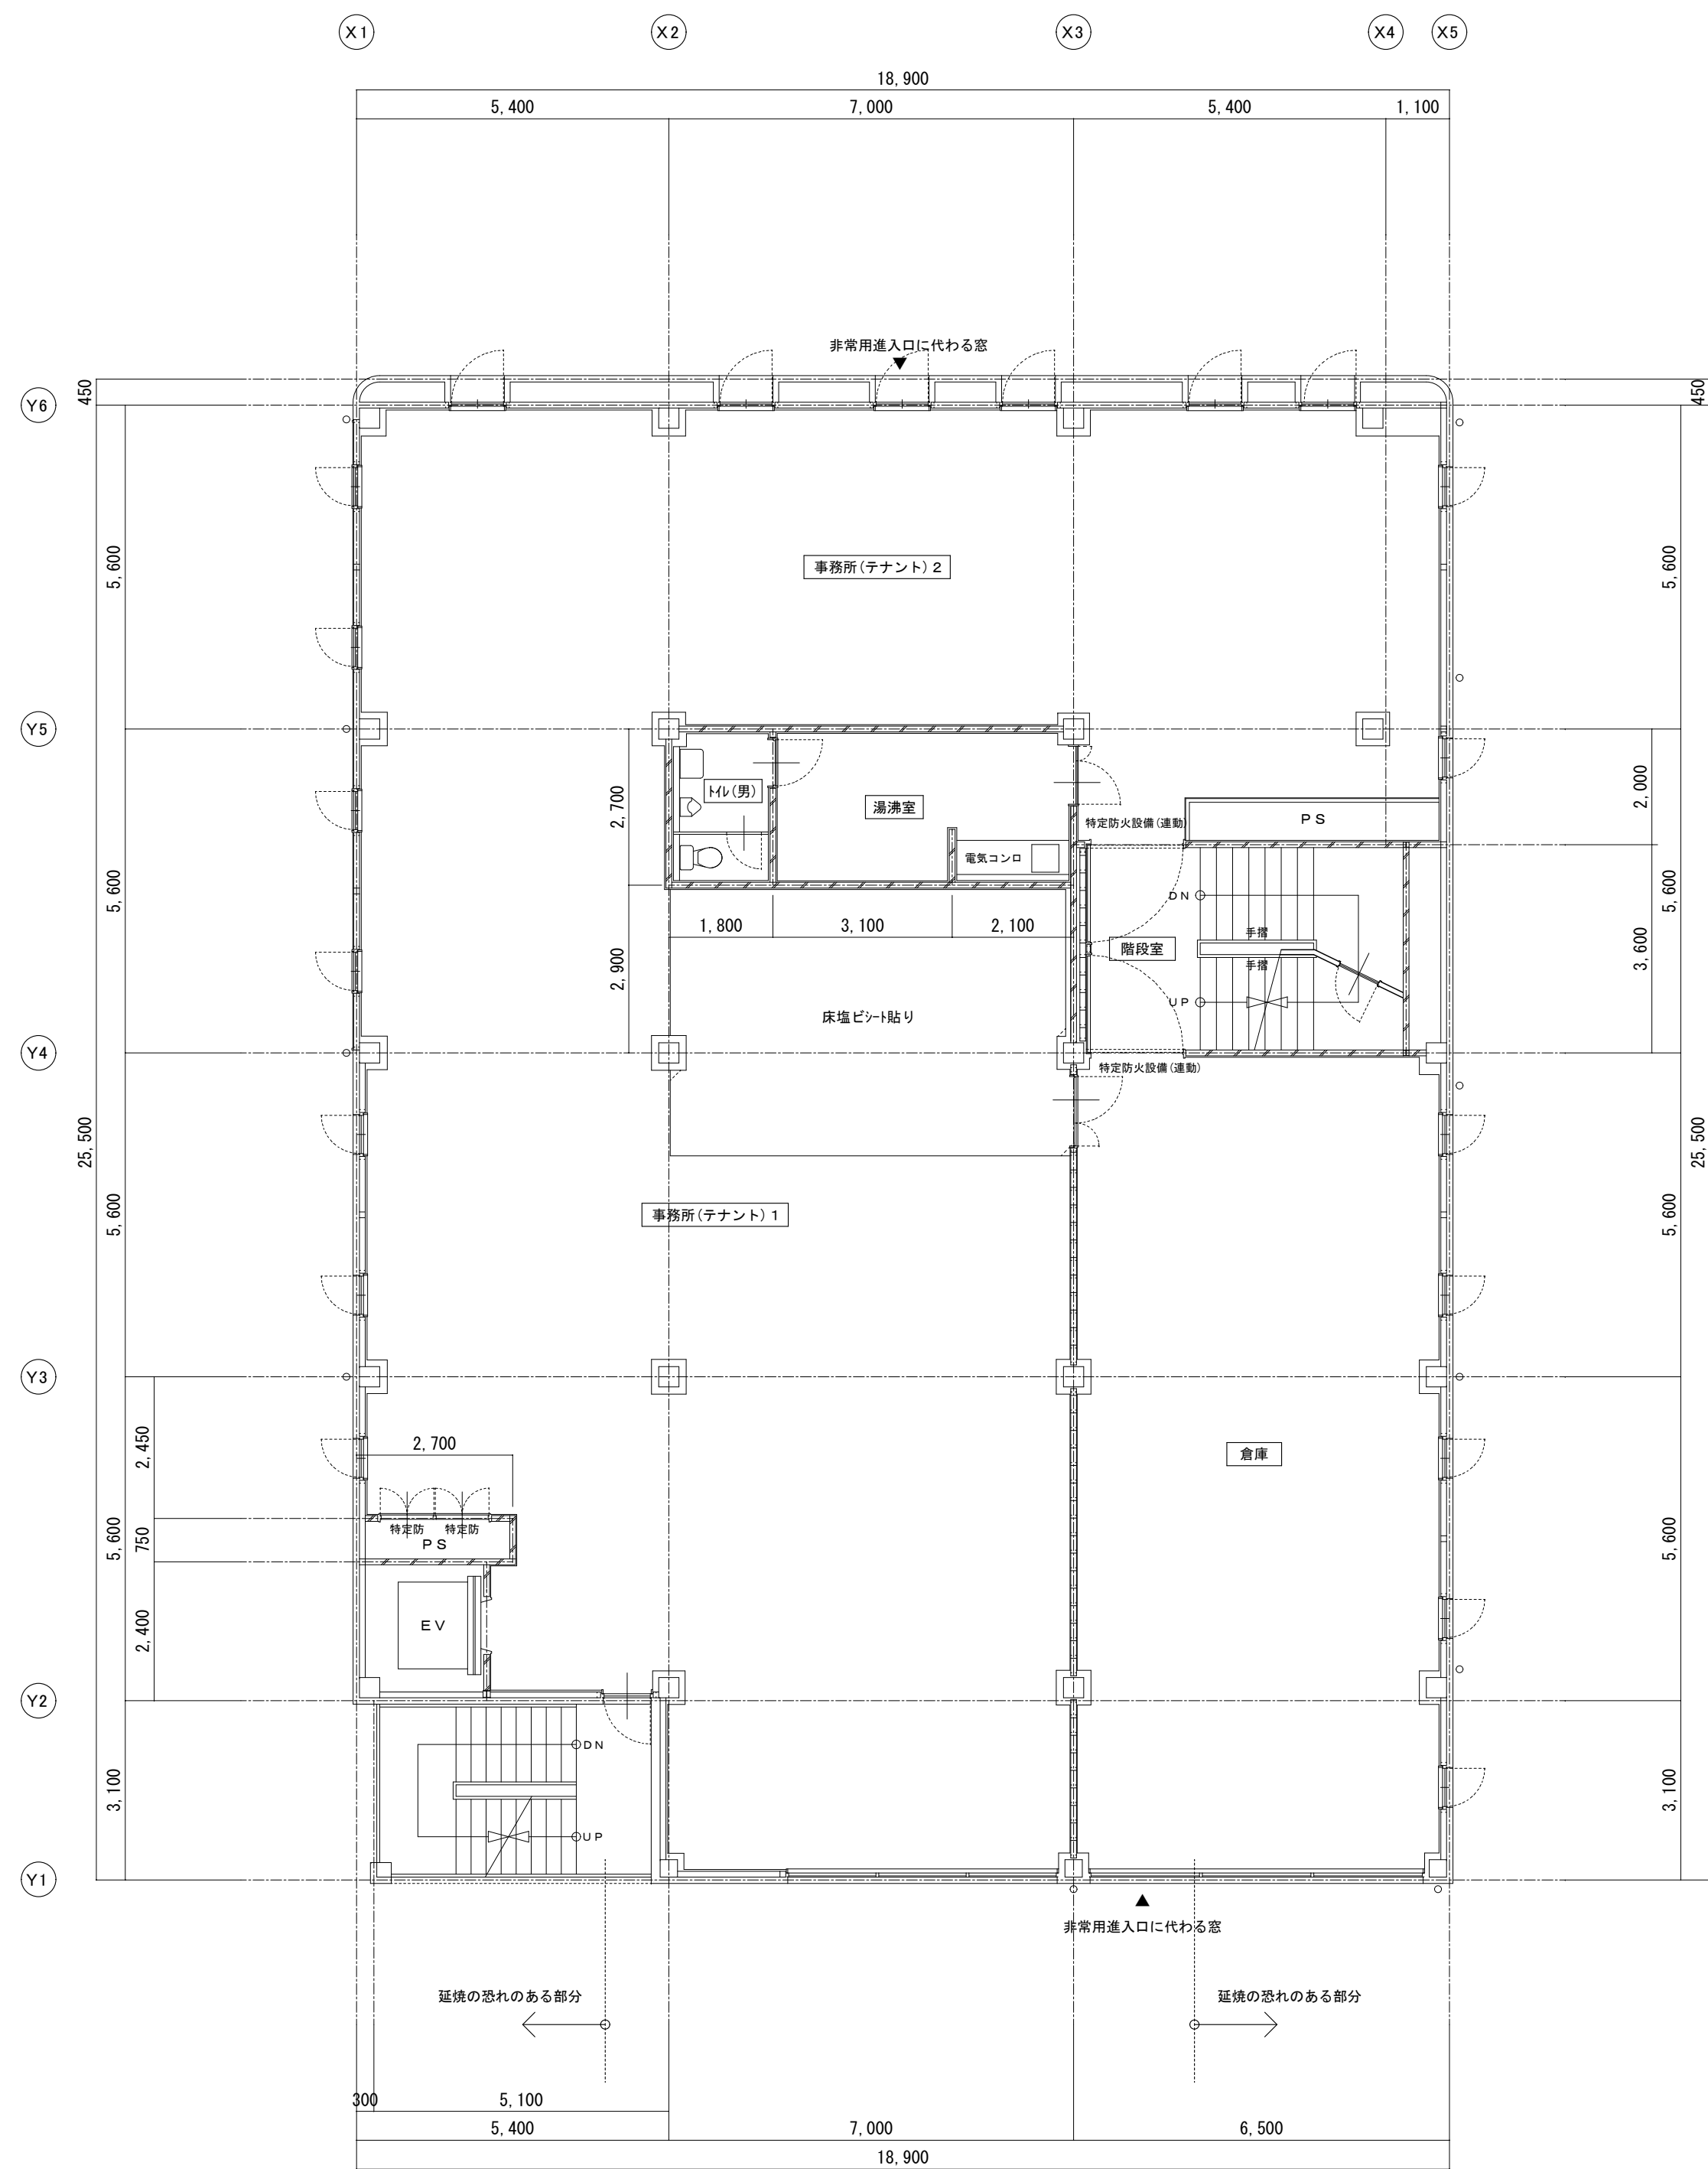 X1 X2 X3 X4 X5
18,900
5,400 7,000 5,400 1,100
非常用進入口に代わる窓
450 450
Y6
5,600 5,600
事務所(テナント)2
Y5
2,700
トイレ(男)
湯沸室
2,000
PS
特定防火設備(連動)
電気コンロ
5,600 5,600
DN
1,800 3,100 2,100
手摺
階段室
3,600
手摺
2,900
UP
床塩ビシート貼り
Y4
特定防火設備(連動)
25,500 25,500
5,600 5,600
事務所(テナント)1
Y3
2,450
2,700
倉庫
特定防 特定防
PS
5,600 750 5,600
EV
2,400
Y2
DN
3,100 3,100
UP
Y1
非常用進入口に代わる窓
延焼の恐れのある部分 延焼の恐れのある部分
300 5,100
5,400 7,000 6,500
18,900